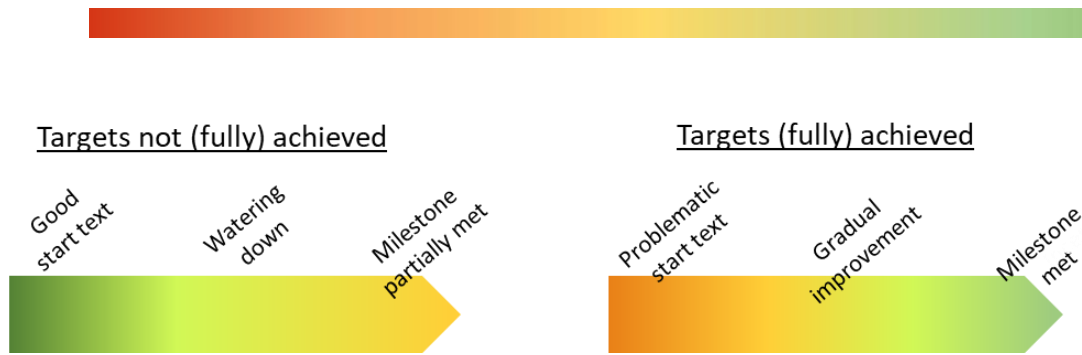 Targets not (fully) achieved
Good
start text
Watering
down
Milestone
partially met
Targets (fully) achieved
Problematic
start text
Gradual
improvement
Milestone
met